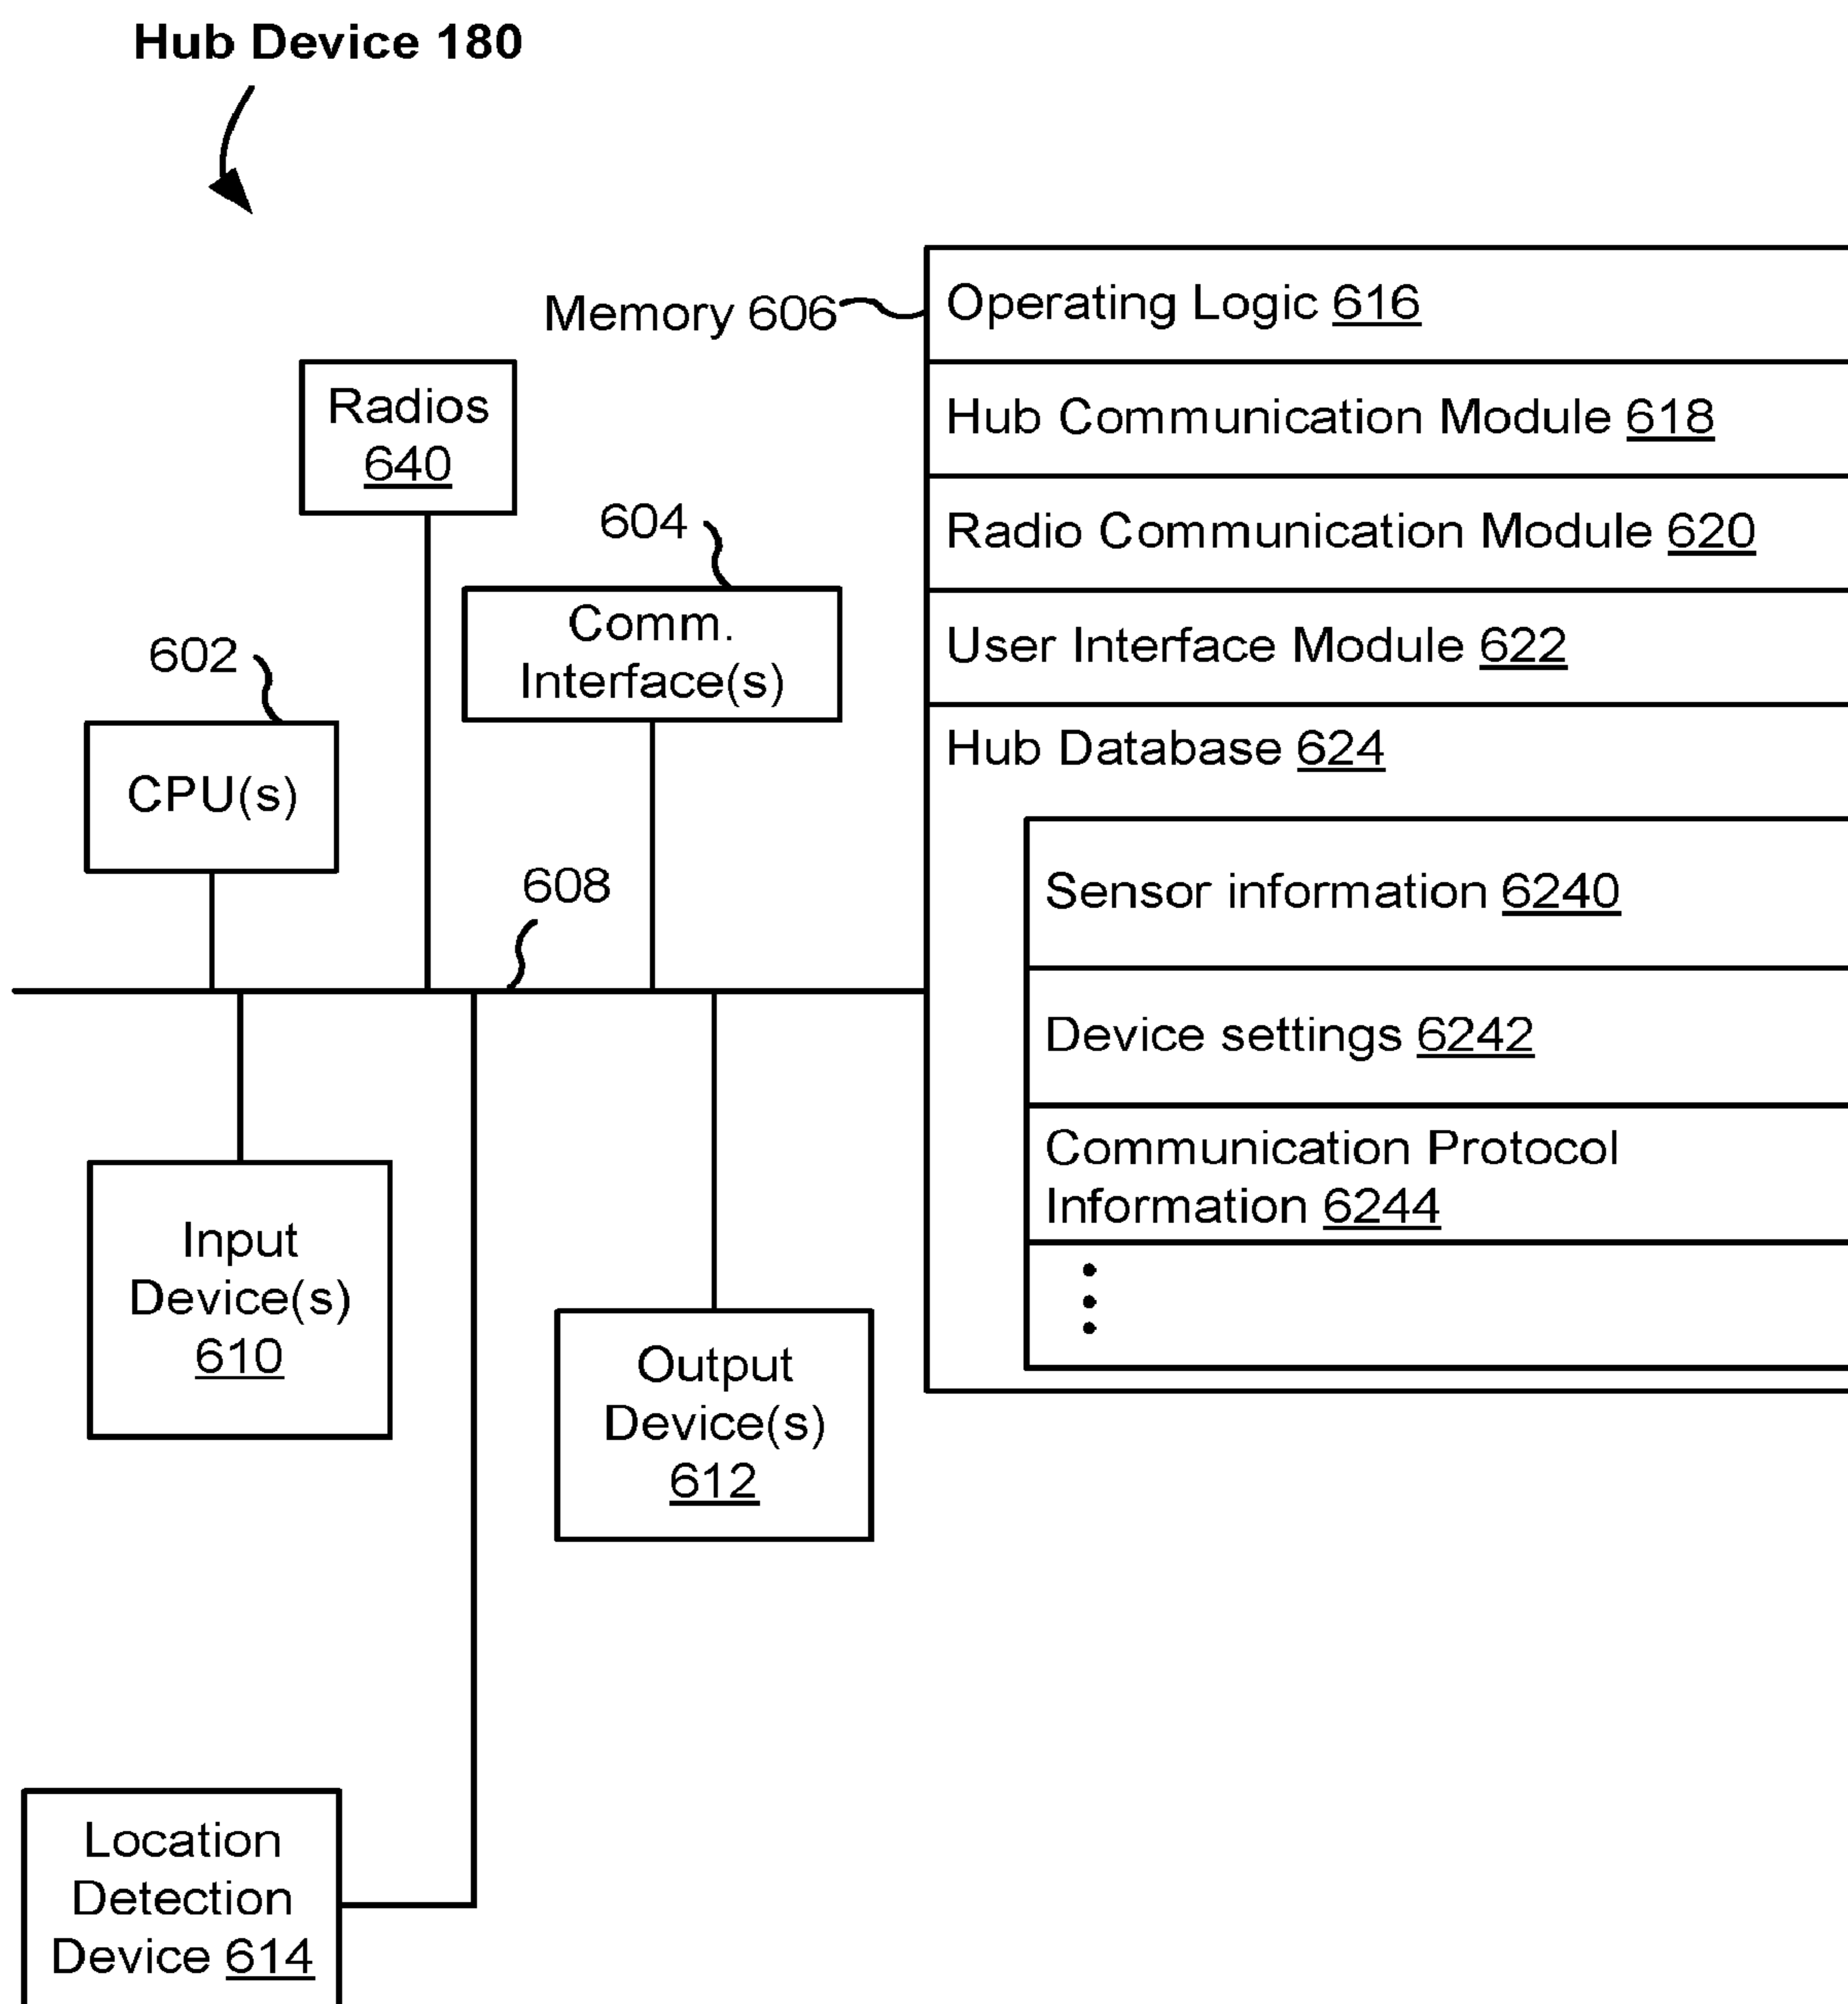 Hub Device 180
Memory 606
Operating Logic 616
Hub Communication Module 618
Radio Communication Module 620
User Interface Module 622
Hub Database 624
Sensor information 6240
Device settings 6242
Communication Protocol
Information 6244
Radios
640
604
Comm.
Interface(s)
602
CPU(s)
608
Input
Device(s)
610
Output
Device(s)
612
Location
Detection
Device 614